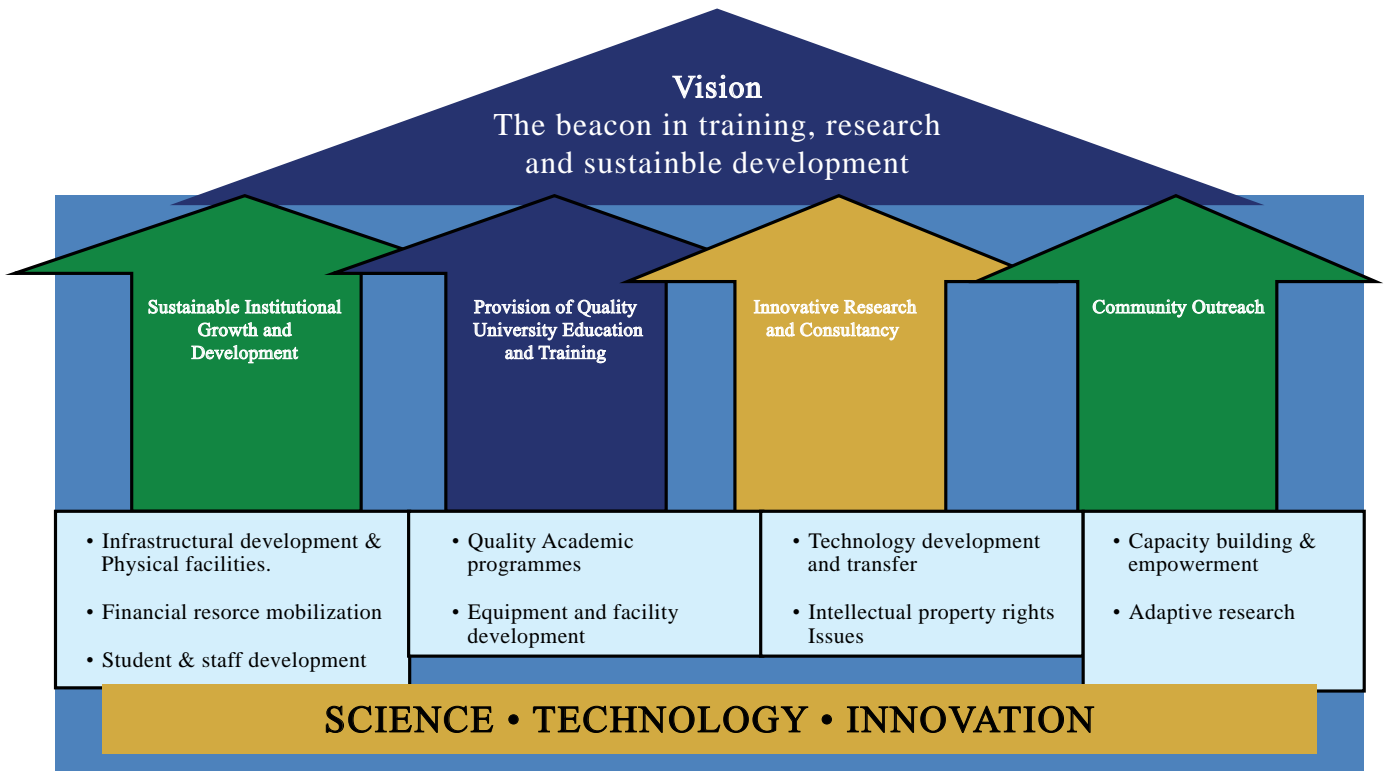 Vision
The beacon in training, research
and sustainble development
Sustainable Institutional
Growth and
Development
Provision of Quality
University Education
and Training
Innovative Research
and Consultancy
Community Outreach
• Infrastructural development &
Physical facilities.
• Financial resorce mobilization
• Student & staff development
• Quality Academic
programmes
• Equipment and facility
development
• Technology development
and transfer
• Intellectual property rights
Issues
• Capacity building &
empowerment
• Adaptive research
SCIENCE • TECHNOLOGY • INNOVATION